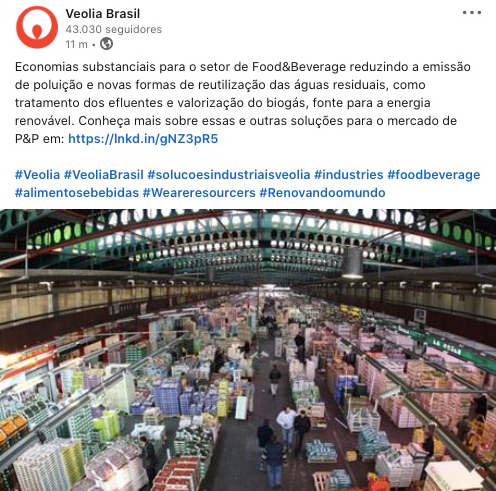 Veolia Brasil
43.030 seguidores
11 m •
Economias substanciais para o setor de Food&Beverage reduzindo a emissão
de poluição e novas formas de reutilização das águas residuais, como
tratamento dos efluentes e valorização do biogás, fonte para a energia
renovável. Conheça mais sobre essas e outras soluções para o mercado de
P&P em: https://lnkd.in/gNZ3pR5
#Veolia #VeoliaBrasil #solucoesindustriaisveolia #industries #foodbeverage
#alimentosebebidas #Weareresourcers #Renovandoomundo